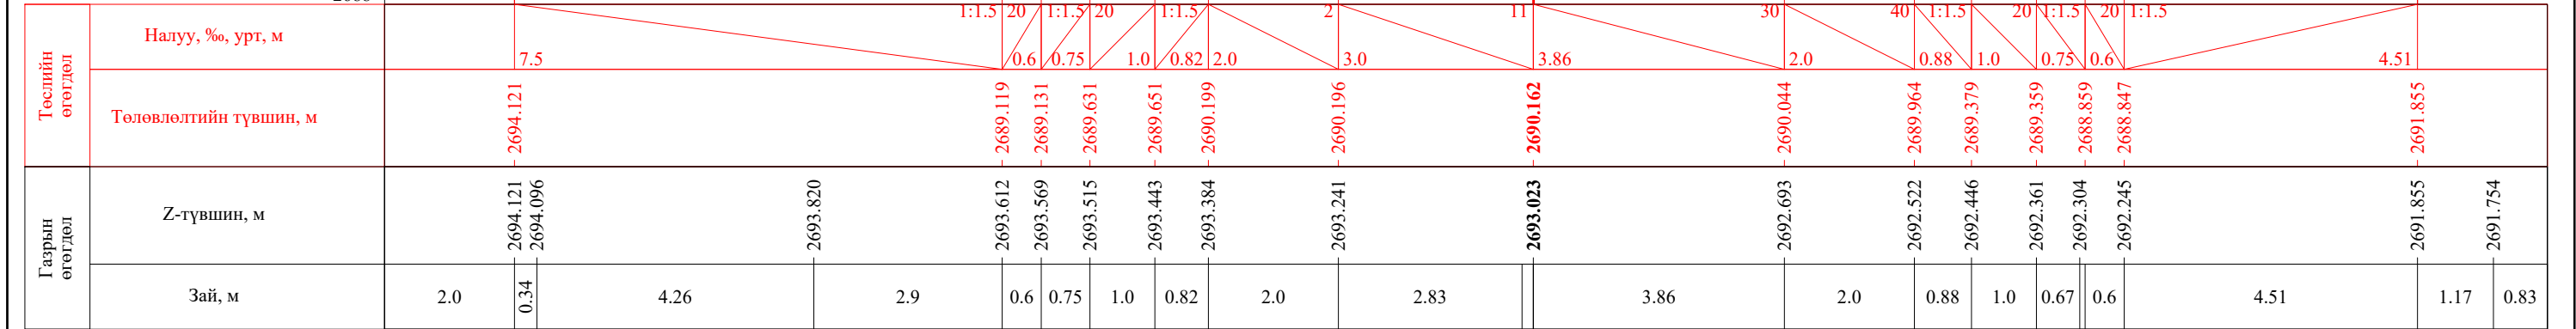 Төслийн өгөгдөл
Налуу, ‰, урт, м
1:1.5 20 1:1.5 20 1:1.5 2 11 30 40 1:1.5 20 1:1.5 20 1:1.5
7.5 0.6 0.75 1.0 0.82 2.0 3.0 3.86 2.0 0.88 1.0 0.75 0.6 4.51
Төлөвлөлтийн түвшин, м
2694.121 2689.119 2689.131 2689.631 2689.651 2690.199 2690.196 2690.162 2690.044 2689.964 2689.379 2689.359 2688.859 2688.847 2691.855
Газрын өгөгдөл
Z-түвшин, м
2694.121 2694.096 2693.820 2693.612 2693.569 2693.515 2693.443 2693.384 2693.241 2693.023 2692.693 2692.522 2692.446 2692.361 2692.304 2692.245 2691.855 2691.754
Зай, м
2.0 0.34 4.26 2.9 0.6 0.75 1.0 0.82 2.0 2.83 3.86 2.0 0.88 1.0 0.67 0.6 4.51 1.17 0.83